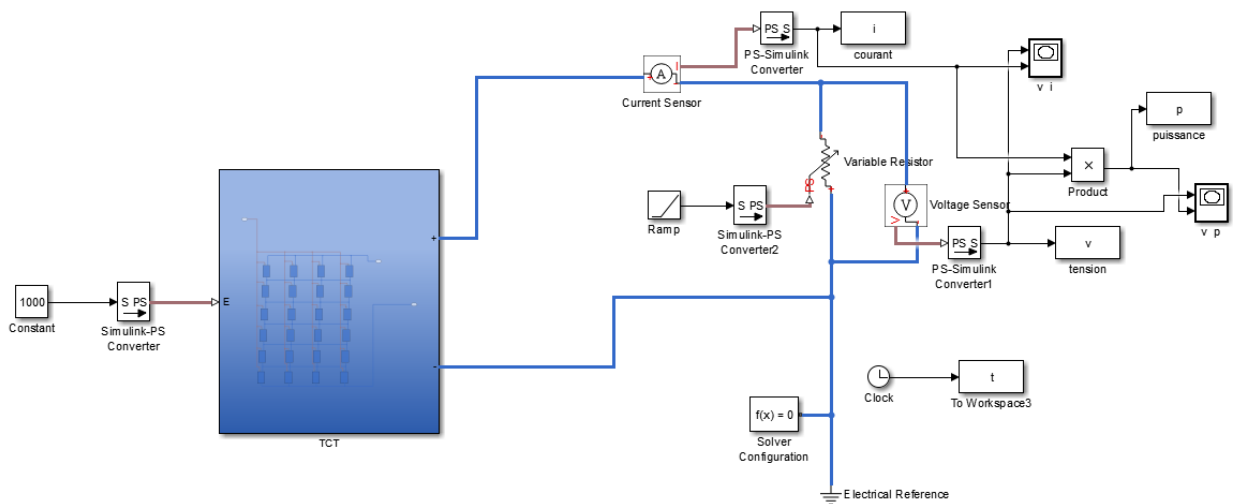 PS S
PS-Simulink
Converter
i
courant
v i
I
A
+
-
Current Sensor
p
puissance
×
Product
v p
Variable Resistor
PS
Ramp
S PS
Simulink-PS
Converter2
+
V
Voltage Sensor
V
PS S
PS-Simulink
Converter1
v
tension
+
-
E
TCT
1000
Constant
S PS
Simulink-PS
Converter
Clock
t
To Workspace3
f(x) = 0
Solver
Configuration
Electrical Reference